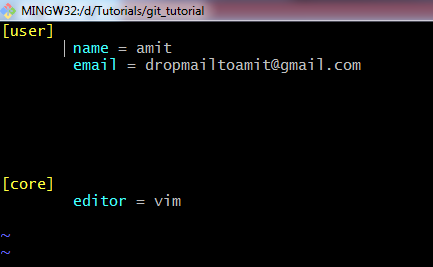 MINGW32:/d/Tutorials/git_tutorial
[user]
name = amit
email = dropmailtoamit@gmail.com
[core]
editor = vim
~
~